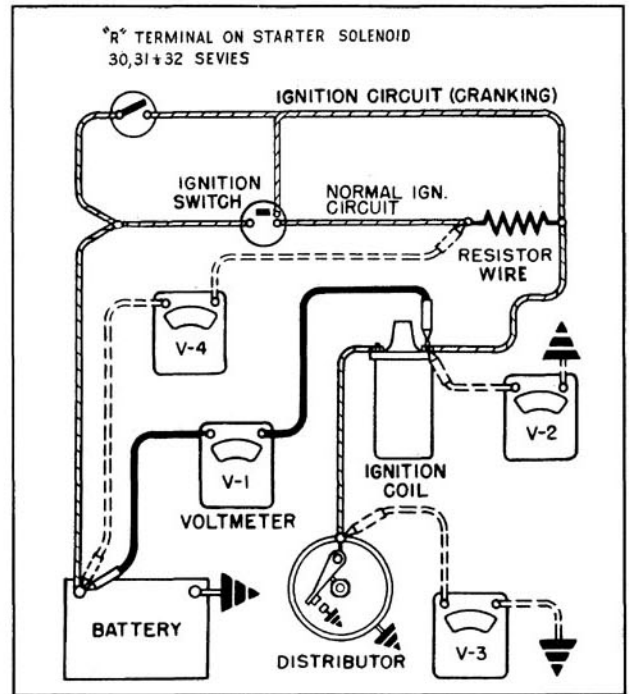 "R" TERMINAL ON STARTER SOLENOID
30,31+32 SEVIES
IGNITION CIRCUIT (CRANKING)
IGNITION
SWITCH
NORMAL IGN.
CIRCUIT
RESISTOR
WIRE
V-4
V-2
V-1
IGNITION
COIL
VOLTMETER
BATTERY
DISTRIBUTOR
V-3